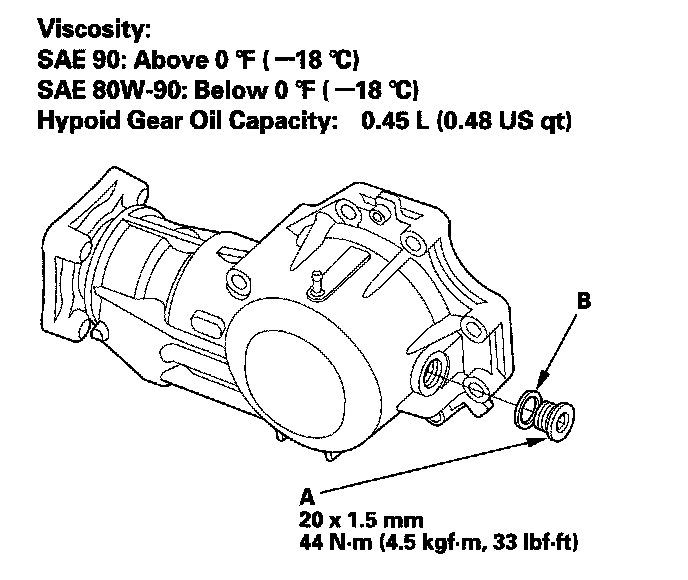 Viscosity:
SAE 90: Above 0 °F (−18 °C)
SAE 80W-90: Below 0 °F (−18 °C)
Hypoid Gear Oil Capacity: 0.45 L (0.48 US qt)
B
A
20 x 1.5 mm
44 N·m (4.5 kgf·m, 33 lbf·ft)